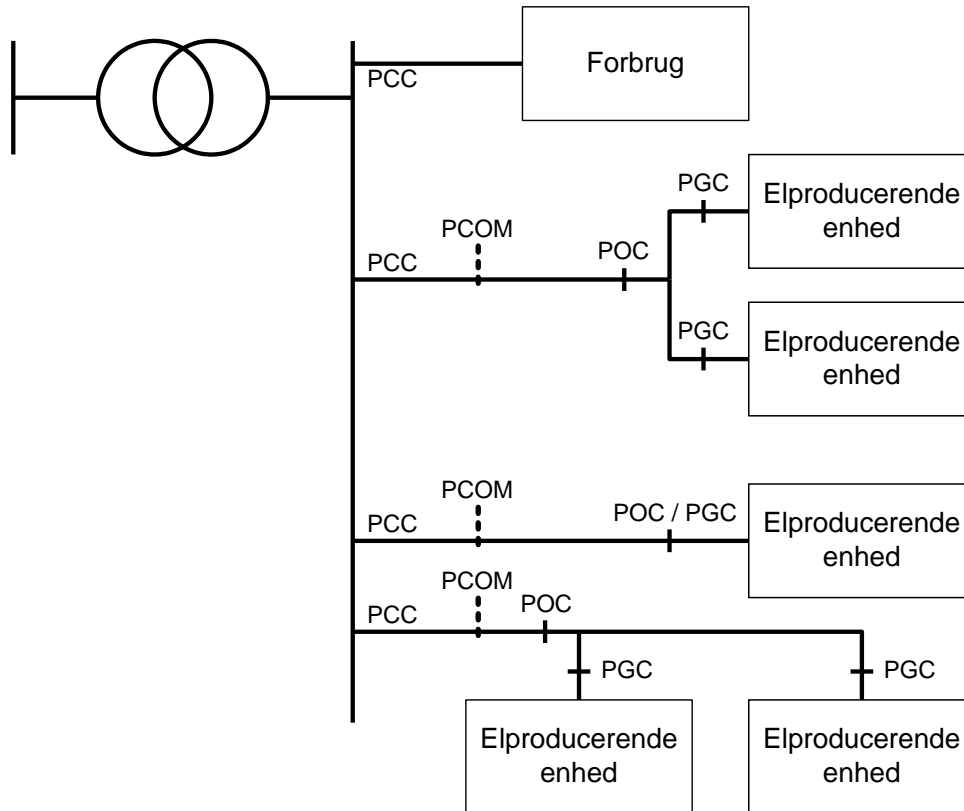 Forbrug
PCC
PGC
Elproducerende
enhed
PCOM
POC
PCC
PGC
Elproducerende
enhed
PCOM
POC / PGC
PCC
Elproducerende
enhed
PCOM
POC
PCC
PGC
PGC
Elproducerende
enhed
Elproducerende
enhed